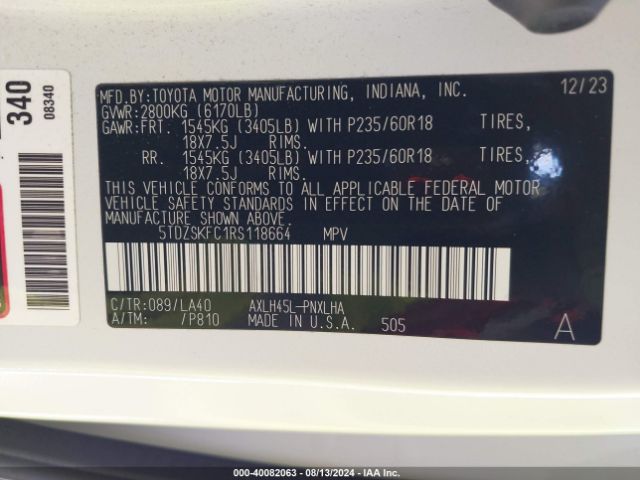 340
08340
MFD.BY:TOYOTA MOTOR MANUFACTURING, INDIANA, INC. 12/23
GVWR:2800KG (6170LB)
GAWR:FRT. 1545KG (3405LB) WITH P235/60R18 TIRES,
18X7.5J RIMS.
RR. 1545KG (3405LB) WITH P235/60R18 TIRES,
18X7.5J RIMS.
THIS VEHICLE CONFORMS TO ALL APPLICABLE FEDERAL MOTOR
VEHICLE SAFETY STANDARDS IN EFFECT ON THE DATE OF
MANUFACTURE SHOWN ABOVE.
5TDZSKFC1RS118664 MPV
C/TR:089/LA40 AXLH45L-PNXLHA
A/TM: /P810 MADE IN U.S.A. 505 A
000-40082063 - 08/13/2024 - IAA Inc.